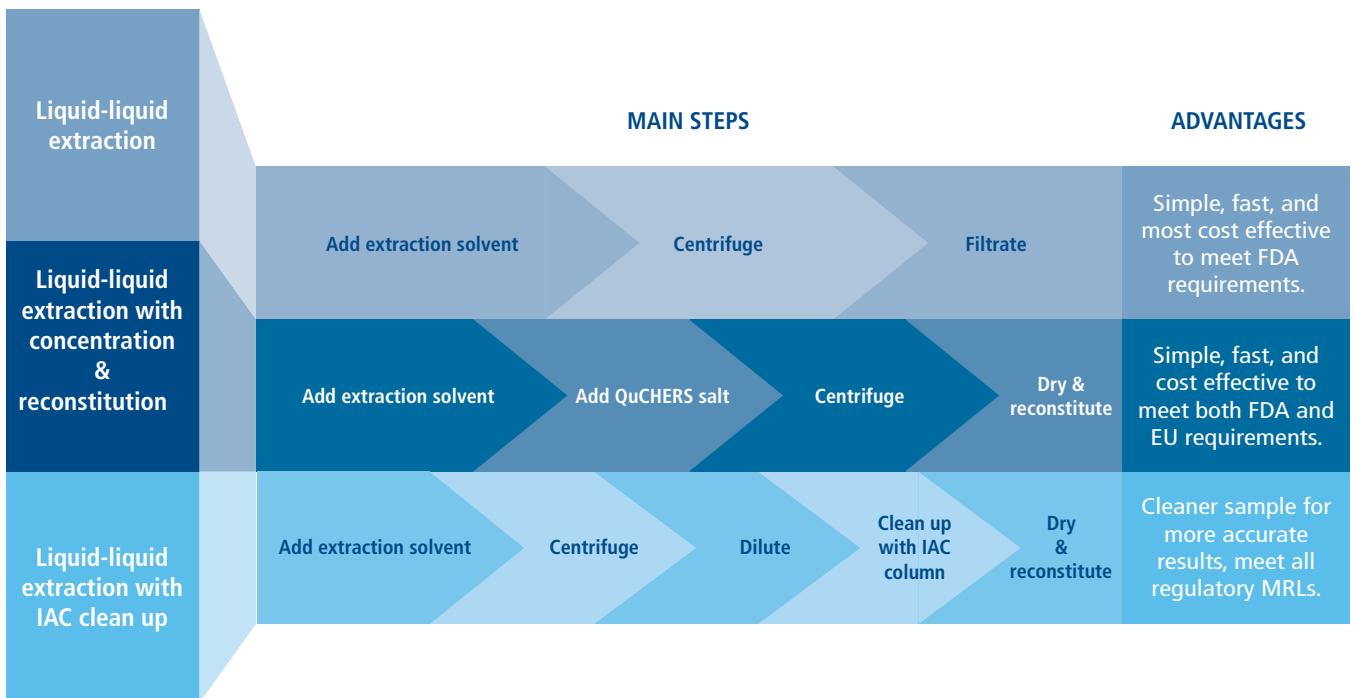 MAIN STEPS
ADVANTAGES
Liquid-liquid
extraction
Add extraction solvent
Centrifuge
Filtrate
Simple, fast, and
most cost effective
to meet FDA
requirements.
Liquid-liquid
extraction with
concentration
&
reconstitution
Add extraction solvent
Add QuCHERS salt
Centrifuge
Dry &
reconstitute
Simple, fast, and
cost effective to
meet both FDA and
EU requirements.
Liquid-liquid
extraction with
IAC clean up
Add extraction solvent
Centrifuge
Dilute
Clean up
with IAC
column
Dry
&
reconstitute
Cleaner sample for
more accurate
results, meet all
regulatory MRLs.